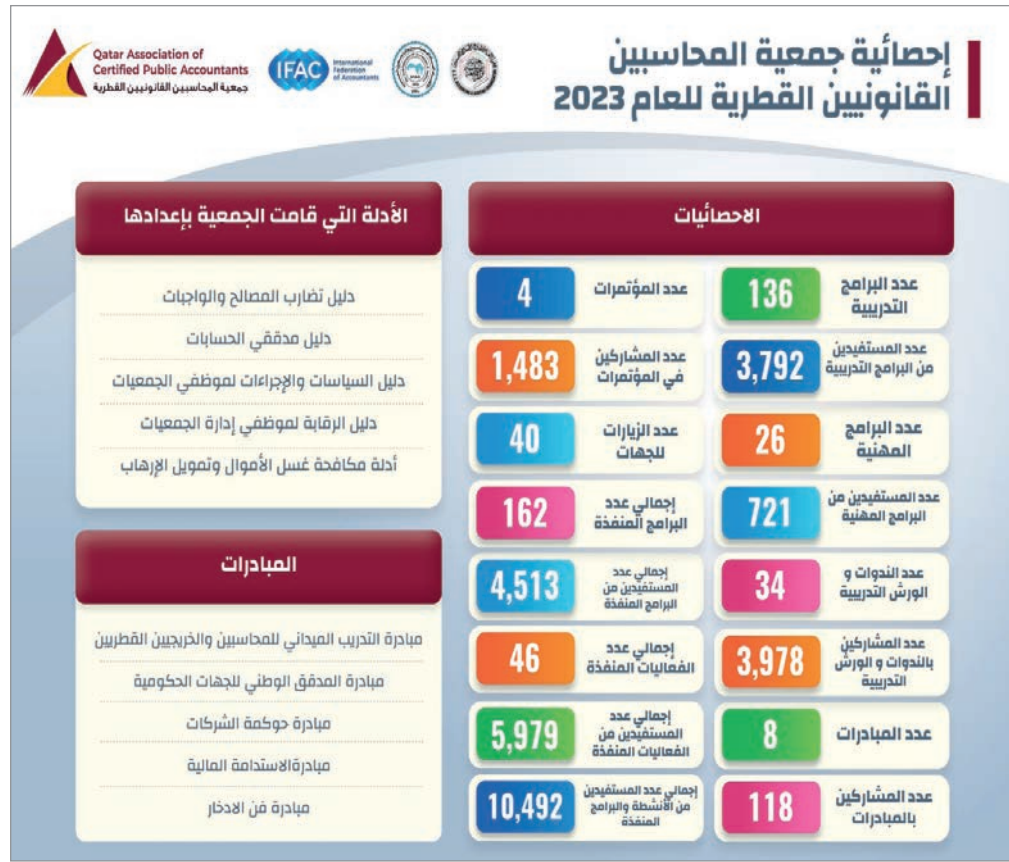 إحصائية جمعية المحاسبين
القانونيين القطرية للعام 2023
International
Federation
of Accountants
IFAC
Qatar Association of
Certified Public Accountants
جمعية المحاسبين القانونيين القطرية
الاحصائيات
عدد البرامج
التدريبية
136
عدد المؤتمرات
4
عدد المستفيدين
من البرامج التدريبية
3,792
عدد المشاركين
في المؤتمرات
1,483
عدد البرامج
المهنية
26
عدد الزيارات
للجهات
40
عدد المستفيدين من
البرامج المهنية
721
إجمالي عدد
البرامج المنفذة
162
عدد الندوات و
الورش التدريبية
34
إجمالي عدد
المستفيدين من
البرامج المنفذة
4,513
عدد المشاركين
بالندوات و الورش
التدريبية
3,978
إجمالي عدد
الفعاليات المنفذة
46
عدد المبادرات
8
إجمالي عدد
المستفيدين من
الفعاليات المنفذة
5,979
عدد المشاركين
بالمبادرات
118
إجمالي عدد المستفيدين
من الأنشطة والبرامج
المنفذة
10,492
الأدلة التي قامت الجمعية بإعدادها
دليل تضارب المصالح والواجبات
دليل مدققي الحسابات
دليل السياسات والإجراءات لموظفي الجمعيات
دليل الرقابة لموظفي إدارة الجمعيات
أدلة مكافحة غسل الأموال وتمويل الإرهاب
المبادرات
مبادرة التدريب الميداني للمحاسبين والخريجيين القطريين
مبادرة المدقق الوطني للجهات الحكومية
مبادرة حوكمة الشركات
مبادرةالاستدامة المالية
مبادرة فن الادخار